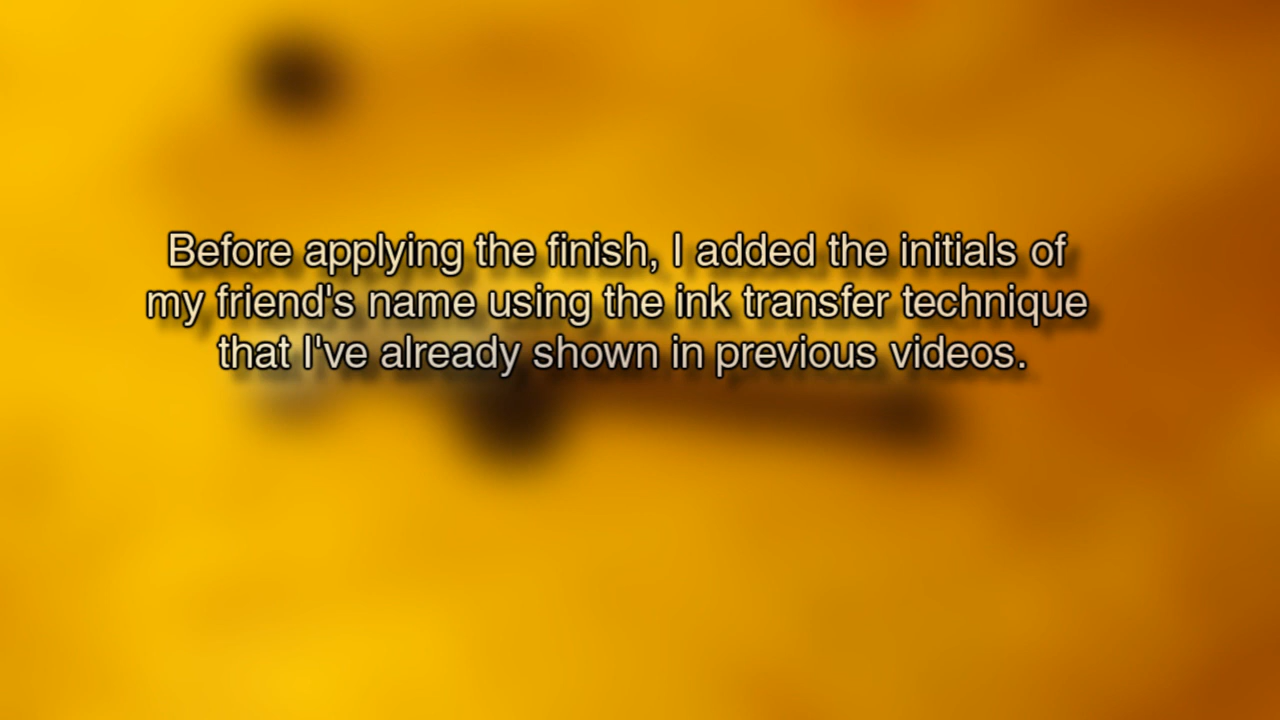 Before applying the finish, I added the initials of
my friend's name using the ink transfer technique
that I've already shown in previous videos.